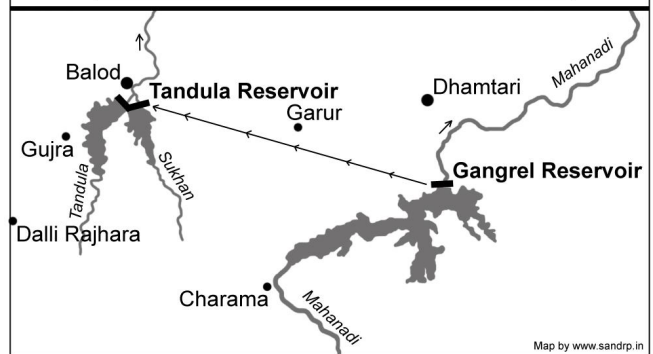 Mahanadi
Balod
Tandula Reservoir
Dhamtari
Garur
Gujra
Sukhan
Gangrel Reservoir
Tandula
Dalli Rajhara
Charama
Mahanadi
Map by www.sandrp.in